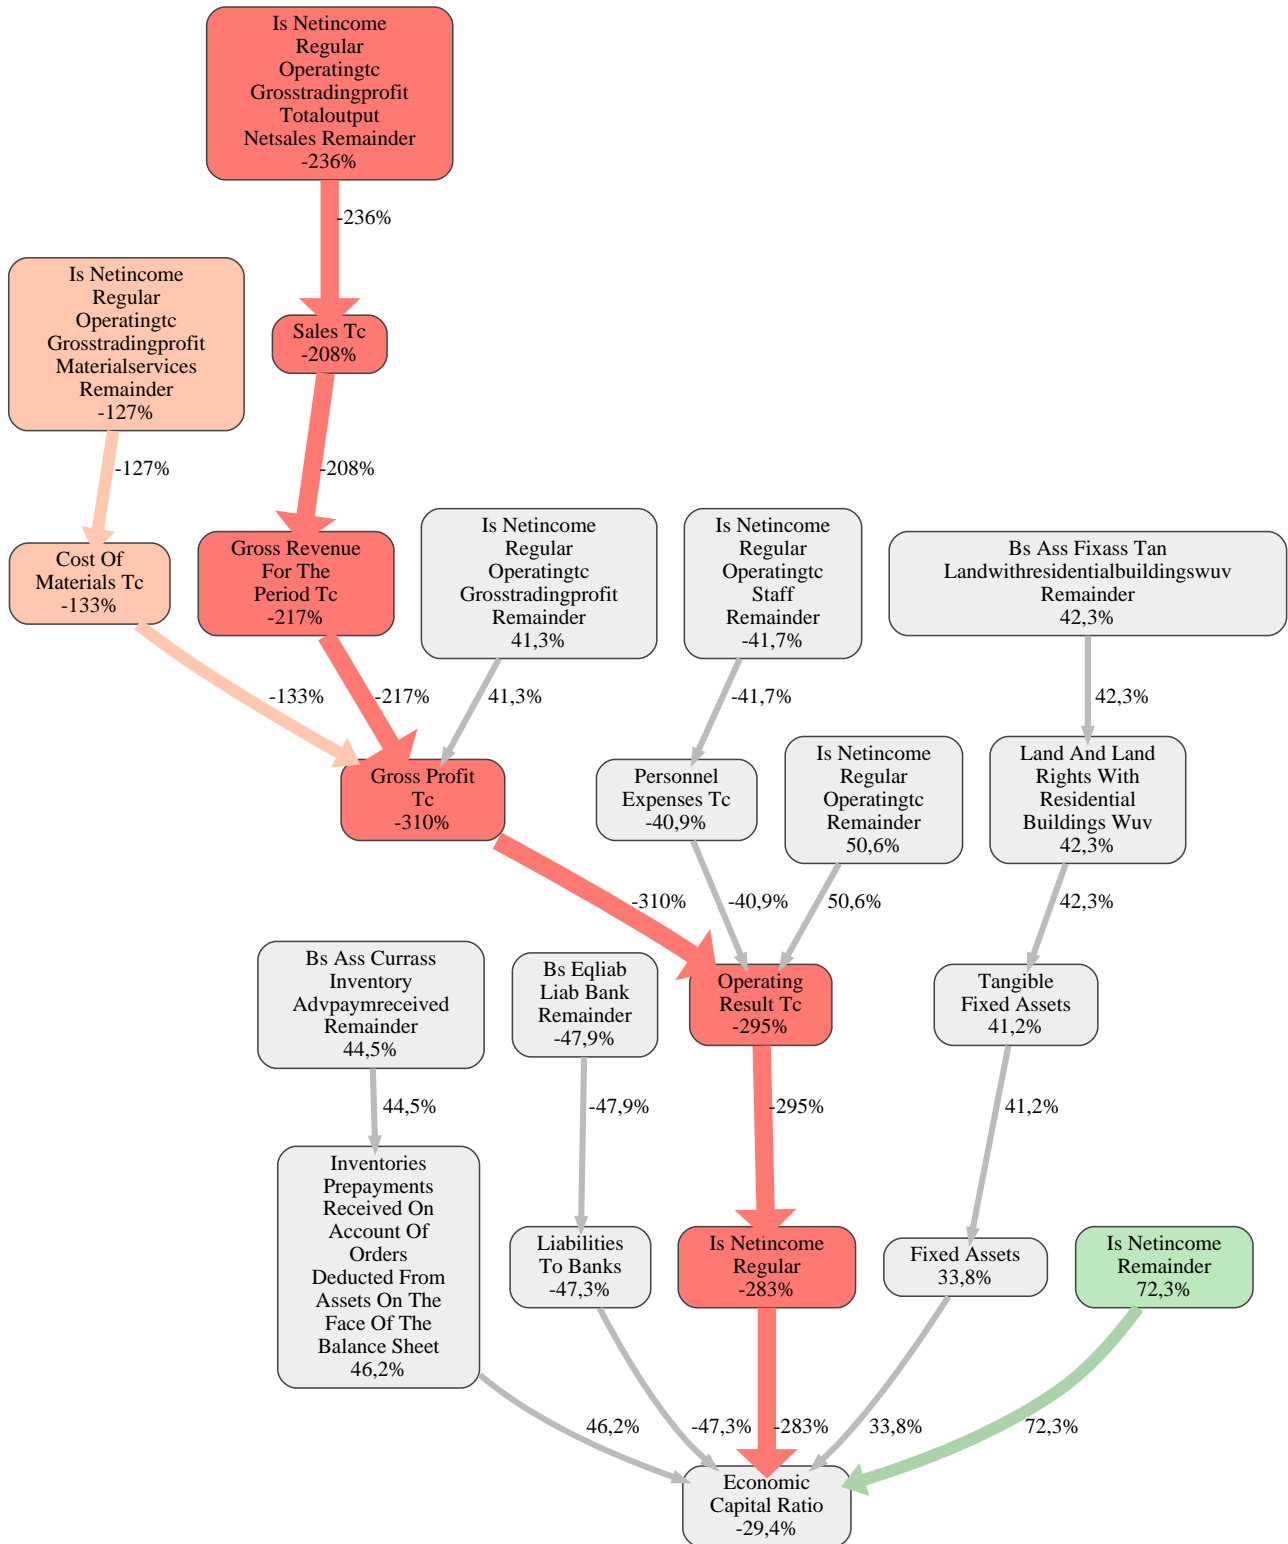 Is Netincome
Regular
Operatingtc
Grosstradingprofit
Totaloutput
Netsales Remainder
-236%
-236%
Is Netincome
Regular
Operatingtc
Grosstradingprofit
Materialservices
Remainder
-127%
Sales Tc
-208%
-127%
-208%
Cost Of
Materials Tc
-133%
Gross Revenue
For The
Period Tc
-217%
Is Netincome
Regular
Operatingtc
Grosstradingprofit
Remainder
41,3%
Is Netincome
Regular
Operatingtc
Staff
Remainder
-41,7%
Bs Ass Fixass Tan
Landwithresidentialbuildingswuv
Remainder
42,3%
-133%
-217%
41,3%
-41,7%
42,3%
Gross Profit
Tc
-310%
Personnel
Expenses Tc
-40,9%
Is Netincome
Regular
Operatingtc
Remainder
50,6%
Land And Land
Rights With
Residential
Buildings Wuv
42,3%
-310%
-40,9%
50,6%
42,3%
Bs Ass Currass
Inventory
Advpaymreceived
Remainder
44,5%
Bs Eqliab
Liab Bank
Remainder
-47,9%
Operating
Result Tc
-295%
Tangible
Fixed Assets
41,2%
44,5%
-47,9%
-295%
41,2%
Inventories
Prepayments
Received On
Account Of
Orders
Deducted From
Assets On The
Face Of The
Balance Sheet
46,2%
Liabilities
To Banks
-47,3%
Is Netincome
Regular
-283%
Fixed Assets
33,8%
Is Netincome
Remainder
72,3%
46,2%
-47,3%
-283%
33,8%
72,3%
Economic
Capital Ratio
-29,4%